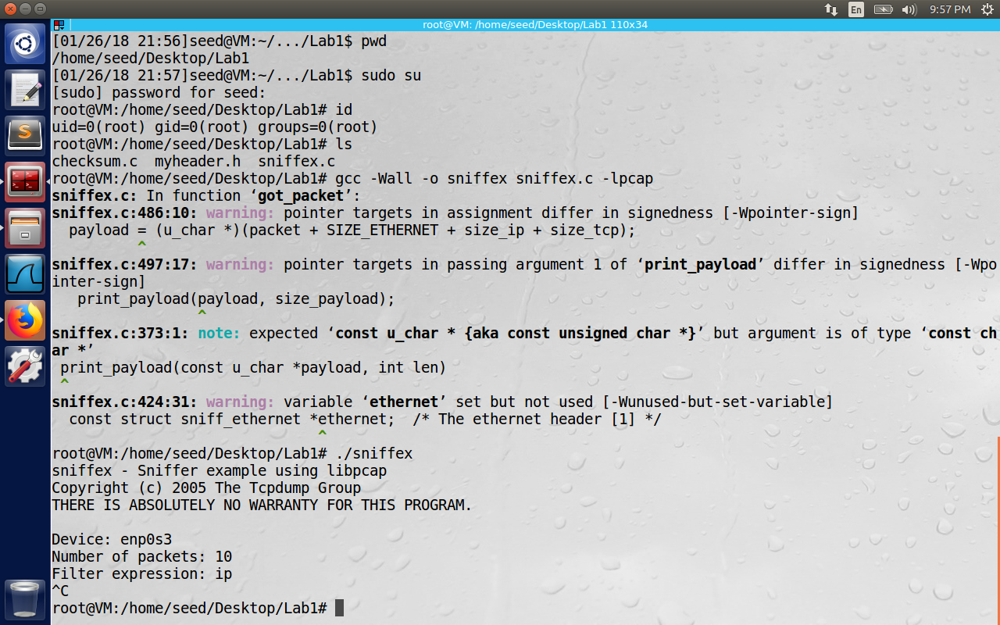 En
9:57 PM
root@VM: /home/seed/Desktop/Lab1 110x34
[01/26/18 21:56]seed@VM:~/.../Lab1$ pwd
/home/seed/Desktop/Lab1
[01/26/18 21:57]seed@VM:~/.../Lab1$ sudo su
[sudo] password for seed:
root@VM:/home/seed/Desktop/Lab1# id
uid=0(root) gid=0(root) groups=0(root)
root@VM:/home/seed/Desktop/Lab1# ls
checksum.c  myheader.h  sniffex.c
root@VM:/home/seed/Desktop/Lab1# gcc -Wall -o sniffex sniffex.c -lpcap
sniffex.c: In function ‘got_packet’:
sniffex.c:486:10: warning: pointer targets in assignment differ in signedness [-Wpointer-sign]
  payload = (u_char *)(packet + SIZE_ETHERNET + size_ip + size_tcp);
          ^
sniffex.c:497:17: warning: pointer targets in passing argument 1 of ‘print_payload’ differ in signedness [-Wpo
inter-sign]
   print_payload(payload, size_payload);
                 ^
sniffex.c:373:1: note: expected ‘const u_char * {aka const unsigned char *}’ but argument is of type ‘const ch
ar *’
 print_payload(const u_char *payload, int len)
 ^
sniffex.c:424:31: warning: variable ‘ethernet’ set but not used [-Wunused-but-set-variable]
  const struct sniff_ethernet *ethernet;  /* The ethernet header [1] */
                               ^
root@VM:/home/seed/Desktop/Lab1# ./sniffex
sniffex - Sniffer example using libpcap
Copyright (c) 2005 The Tcpdump Group
THERE IS ABSOLUTELY NO WARRANTY FOR THIS PROGRAM.

Device: enp0s3
Number of packets: 10
Filter expression: ip
^C
root@VM:/home/seed/Desktop/Lab1#